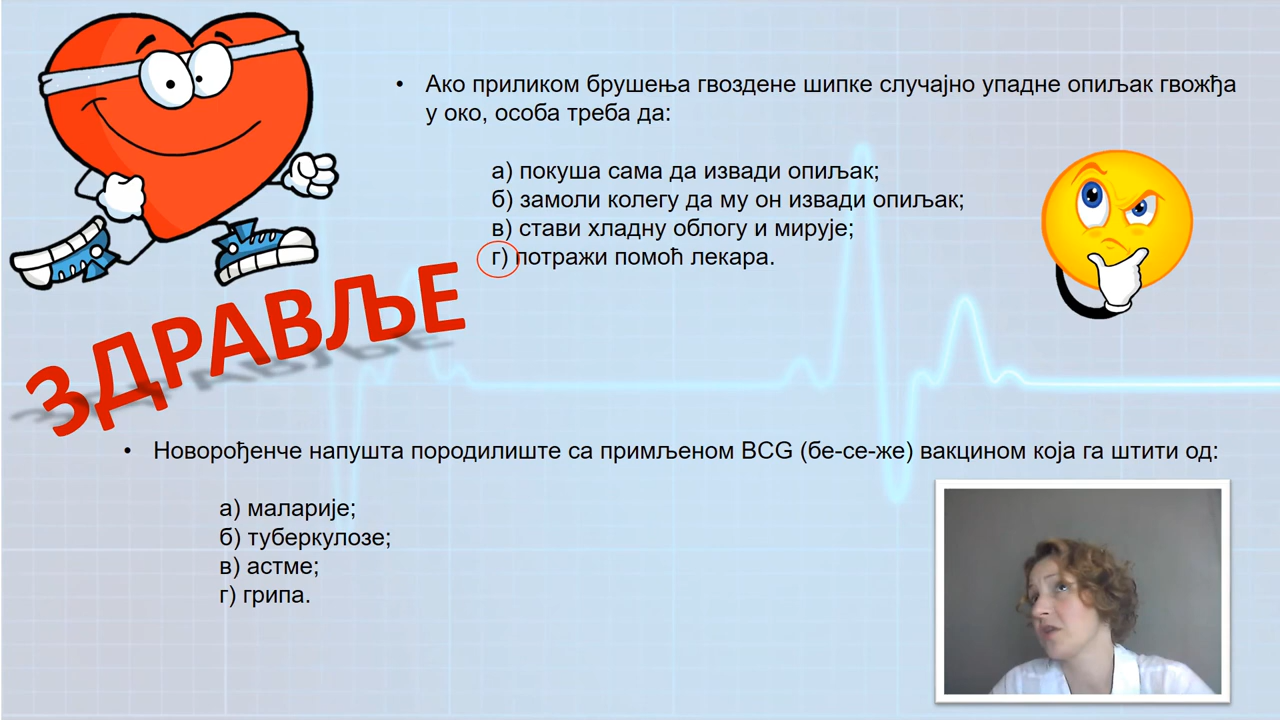 • Ако приликом брушења гвоздене шипке случајно упадне опиљак гвожђа
у око, особа треба да:
а) покуша сама да извади опиљак;
б) замоли колегу да му он извади опиљак;
в) стави хладну облогу и мирује;
г) потражи помоћ лекара.
ЗДРАВЉЕ
• Новорођенче напушта породилиште са примљеном BCG (бе-се-же) вакцином која га штити од:
а) маларије;
б) туберкулозе;
в) астме;
г) грипа.